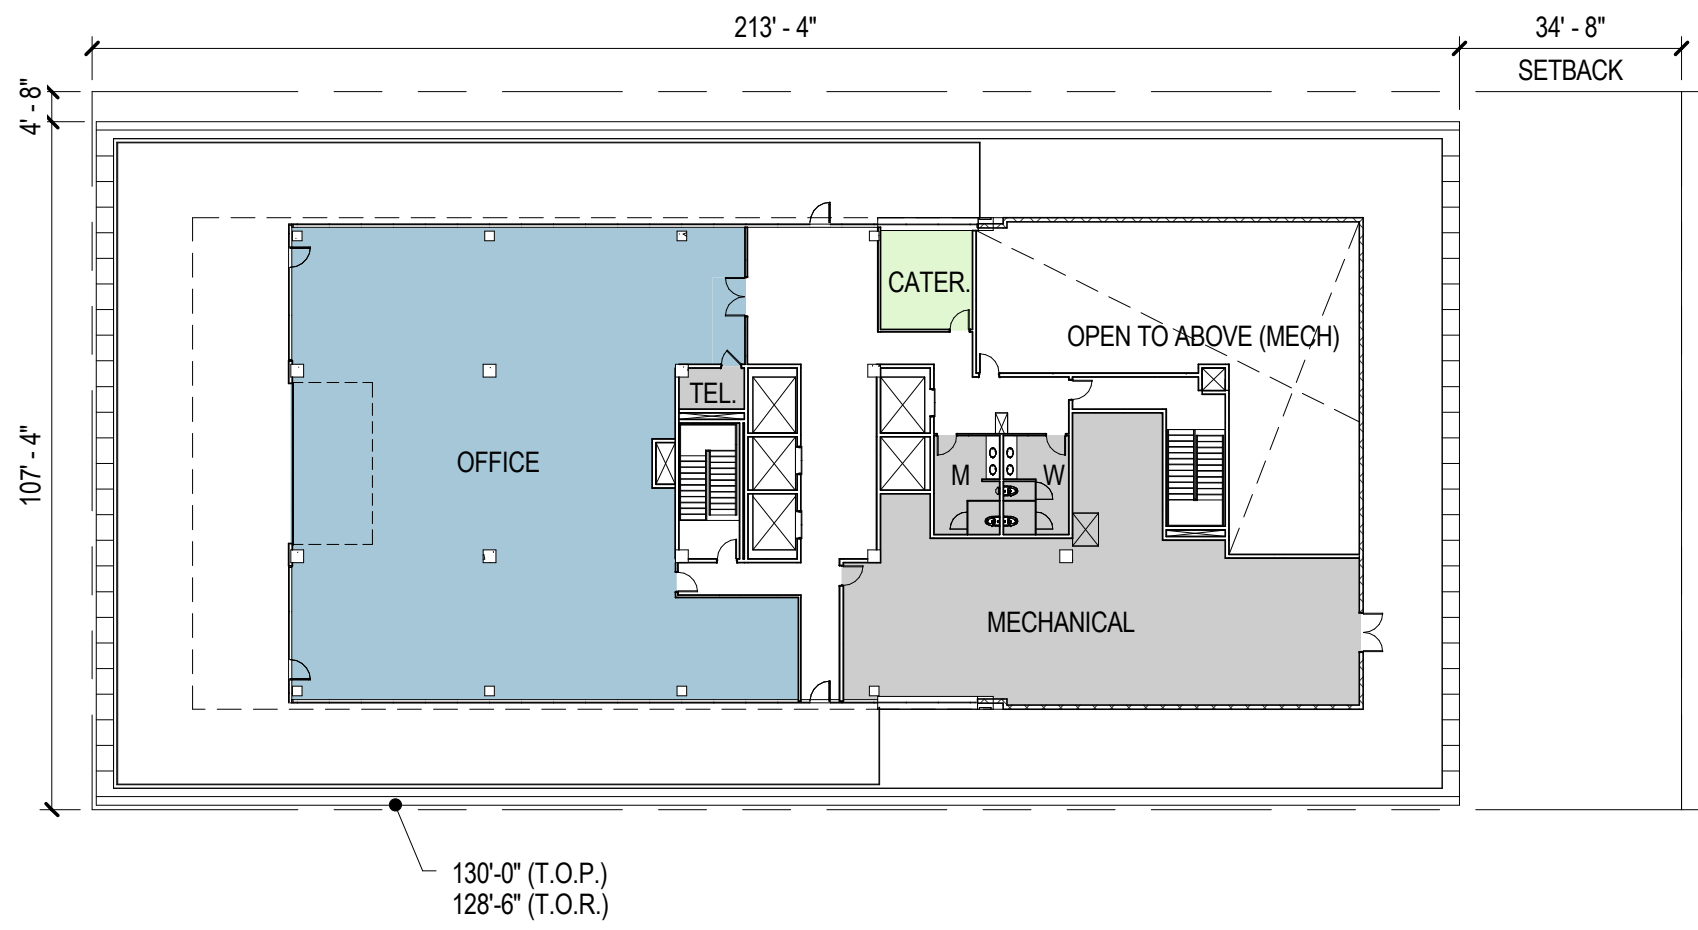 213' - 4"
34' - 8"
SETBACK
4' - 8"
CATER.
OPEN TO ABOVE (MECH)
TEL.
107' - 4"
OFFICE
M
W
MECHANICAL
130'-0" (T.O.P.)
128'-6" (T.O.R.)